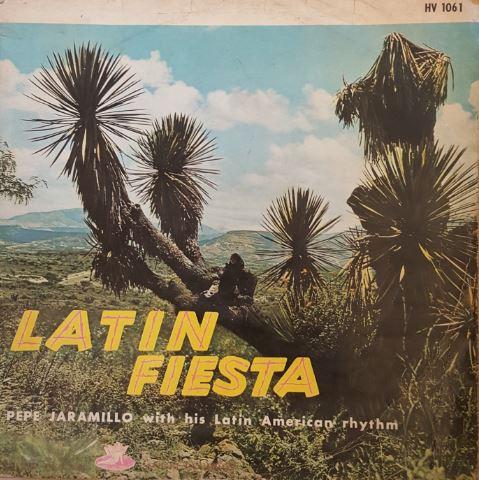 HV 1061
LATIN
FIESTA
PEPE JARAMILLO with his Latin American rhythm